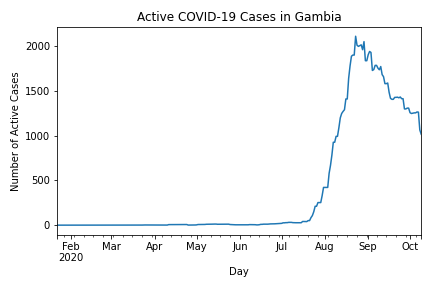 Active COVID-19 Cases in Gambia
Number of Active Cases
2000
1500
1000
500
0
Feb Mar Apr May Jun Jul Aug Sep Oct
2020
Day